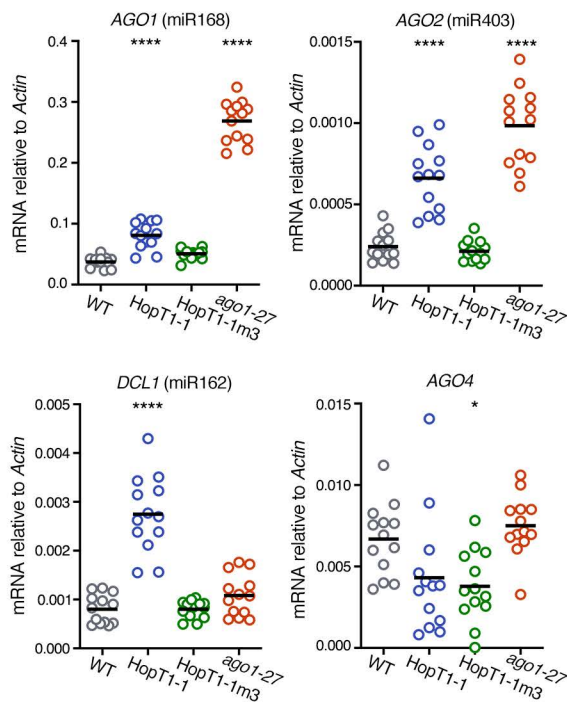 AGO1 (miR168)
mRNA relative to Actin
0.4
0.3
0.2
0.1
0.0
****
****
WT
HopT1-1
HopT1-1m3
ago1-27
AGO2 (miR403)
mRNA relative to Actin
0.0015
0.0010
0.0005
0.0000
****
****
WT
HopT1-1
HopT1-1m3
ago1-27
DCL1 (miR162)
mRNA relative to Actin
0.005
0.004
0.003
0.002
0.001
0.000
****
WT
HopT1-1
HopT1-1m3
ago1-27
AGO4
mRNA relative to Actin
0.015
0.010
0.005
0.000
*
WT
HopT1-1
HopT1-1m3
ago1-27